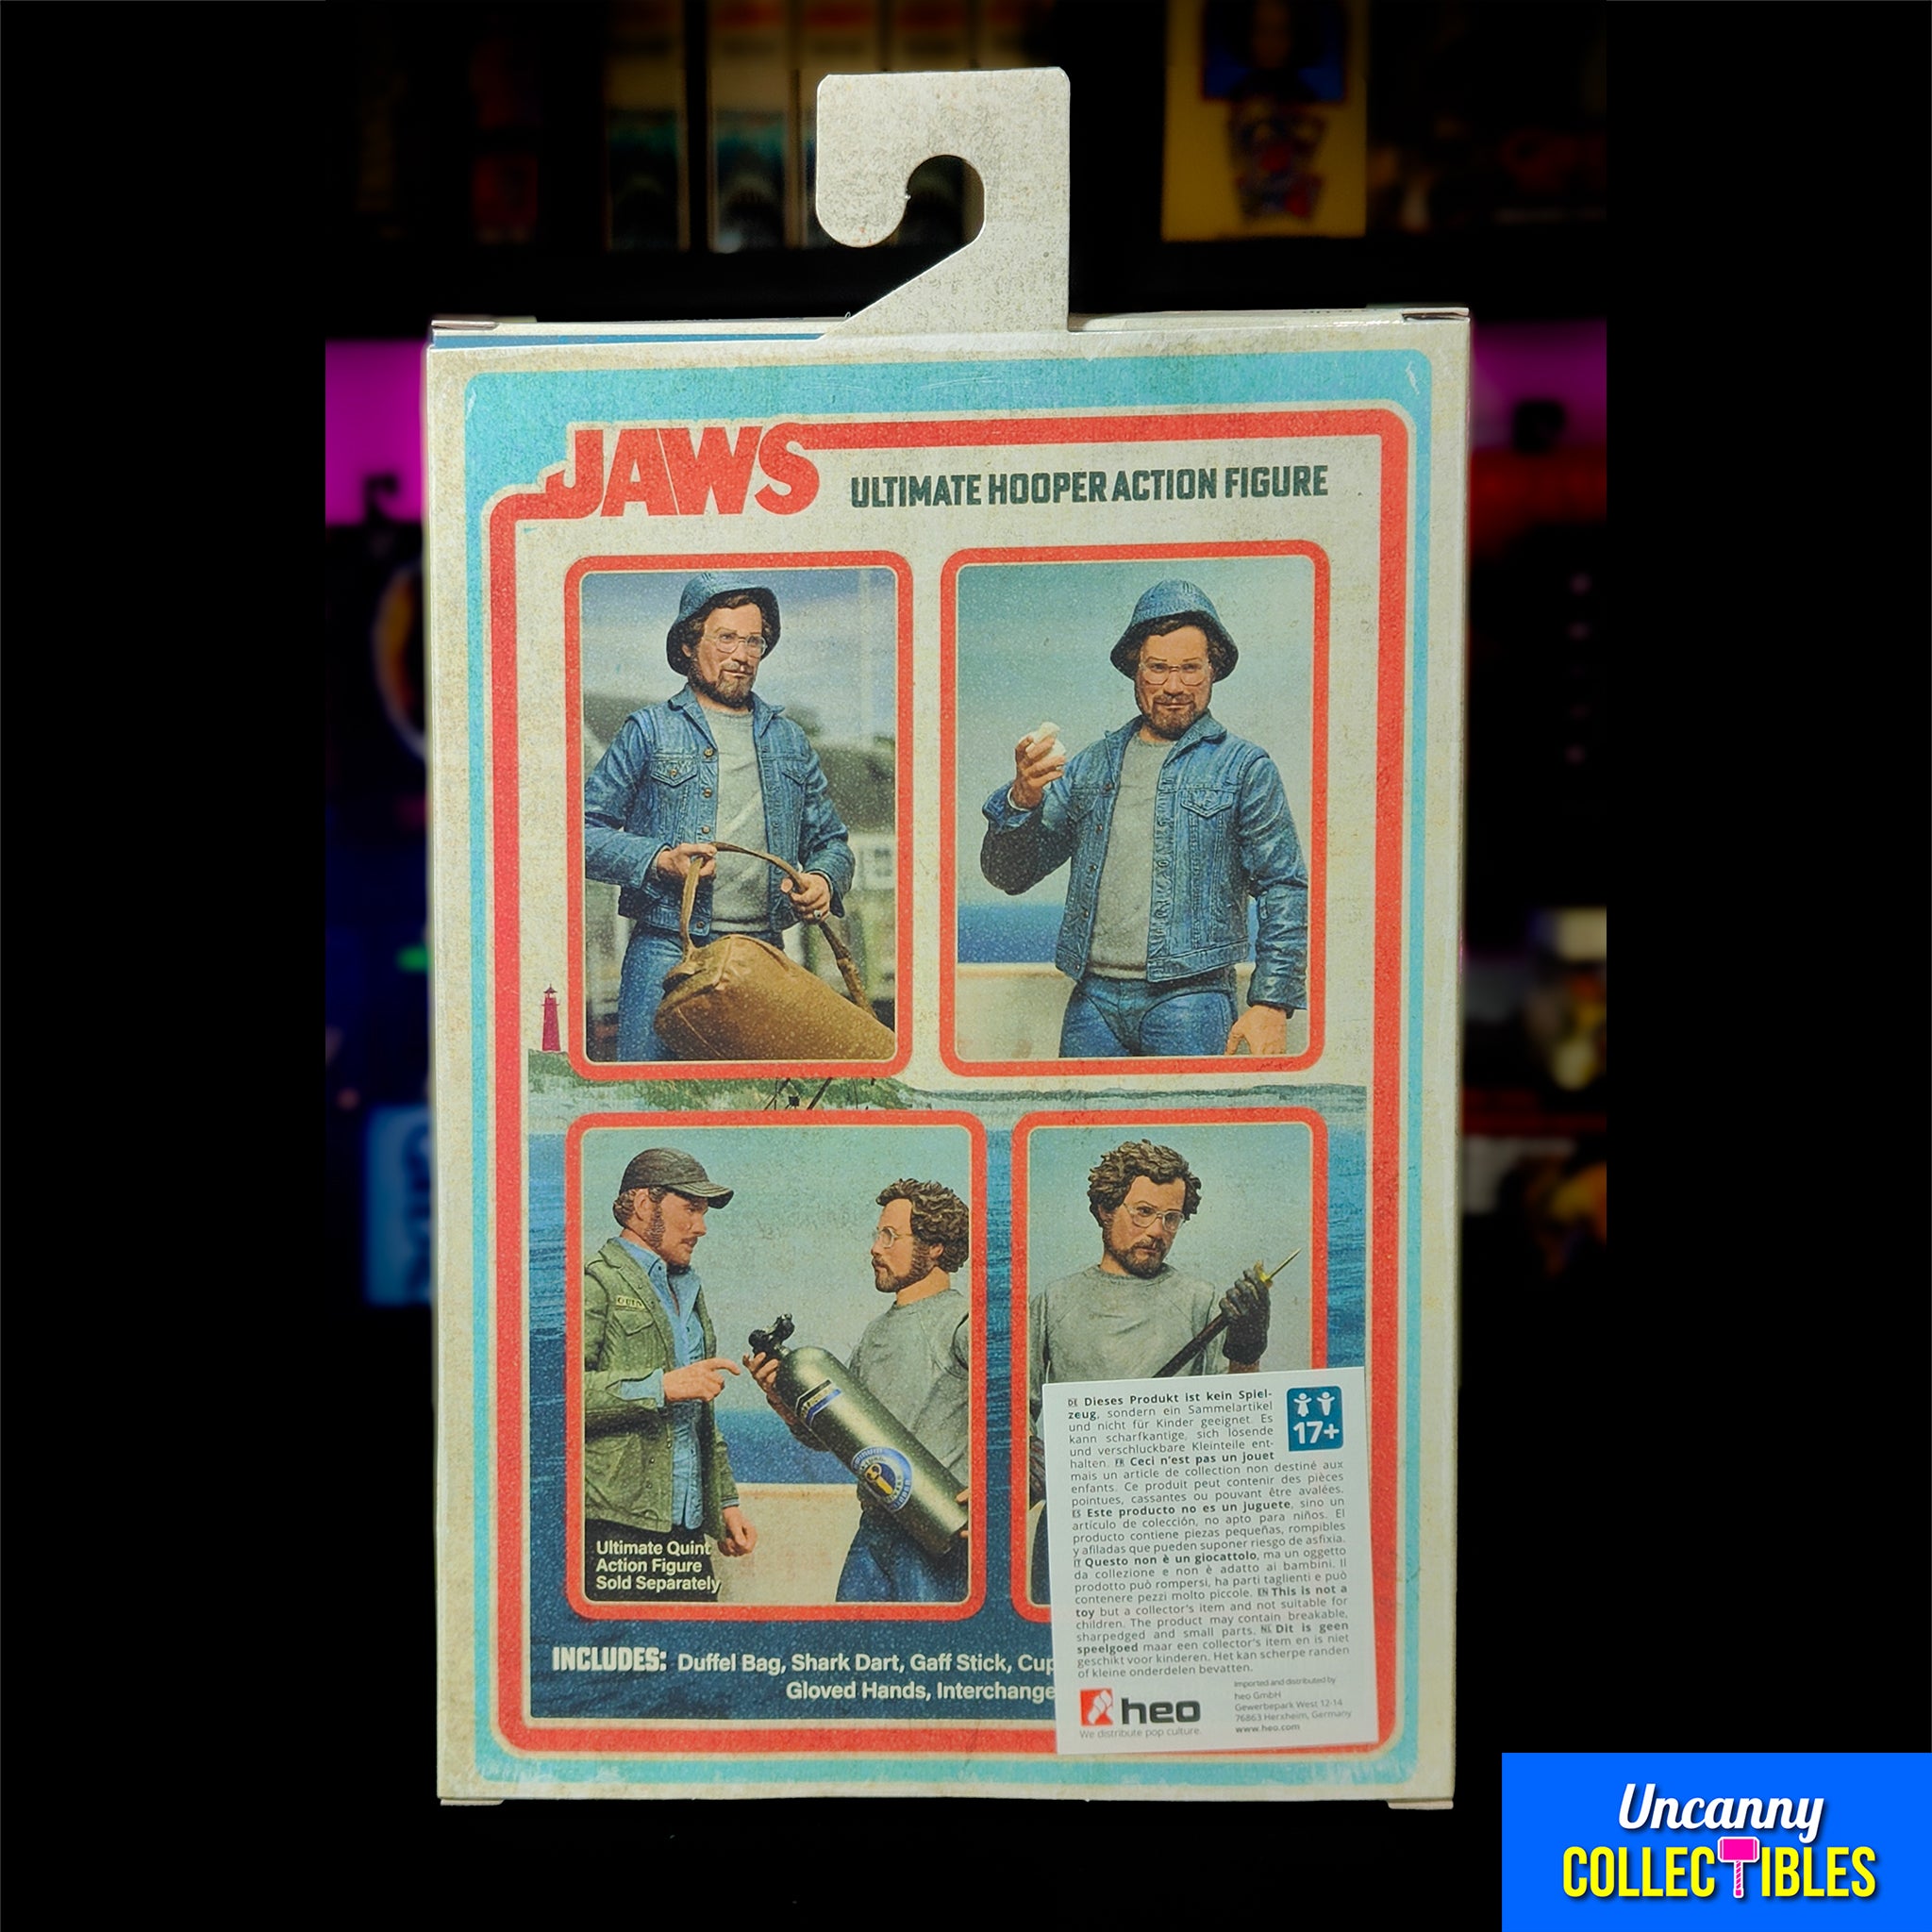 JAWS
ULTIMATE HOOPER ACTION FIGURE
QUINT
Ultimate Quint
Action Figure
Sold Separately
INCLUDES: Duffel Bag, Shark Dart, Gaff Stick, Cup
Gloved Hands, Interchange
DE Dieses Produkt ist kein Spiel-
zeug, sondern ein Sammelartikel
und nicht für Kinder geeignet. Es
kann scharfkantige, sich lösende
und verschluckbare Kleinteile ent-
halten. FR Ceci n'est pas un jouet
mais un article de collection non destiné aux
enfants. Ce produit peut contenir des pièces
pointues, cassantes ou pouvant être avalées.
ES Este producto no es un juguete, sino un
artículo de colección, no apto para niños. El
producto contiene piezas pequeñas, rompibles
y afiladas que pueden suponer riesgo de asfixia.
IT Questo non è un giocattolo, ma un oggetto
da collezione e non è adatto ai bambini. Il
prodotto può rompersi, ha parti taglienti e può
contenere pezzi molto piccole. EN This is not a
toy but a collector's item and not suitable for
children. The product may contain breakable,
sharpedged and small parts. NL Dit is geen
speelgoed maar een collector's item en is niet
geschikt voor kinderen. Het kan scherpe randen
of kleine onderdelen bevatten.
17+
heo
We distribute pop culture.
Imported and distributed by
heo GmbH
Gewerbepark West 12-14
76863 Herxheim, Germany
www.heo.com
Uncanny
COLLECTIBLES